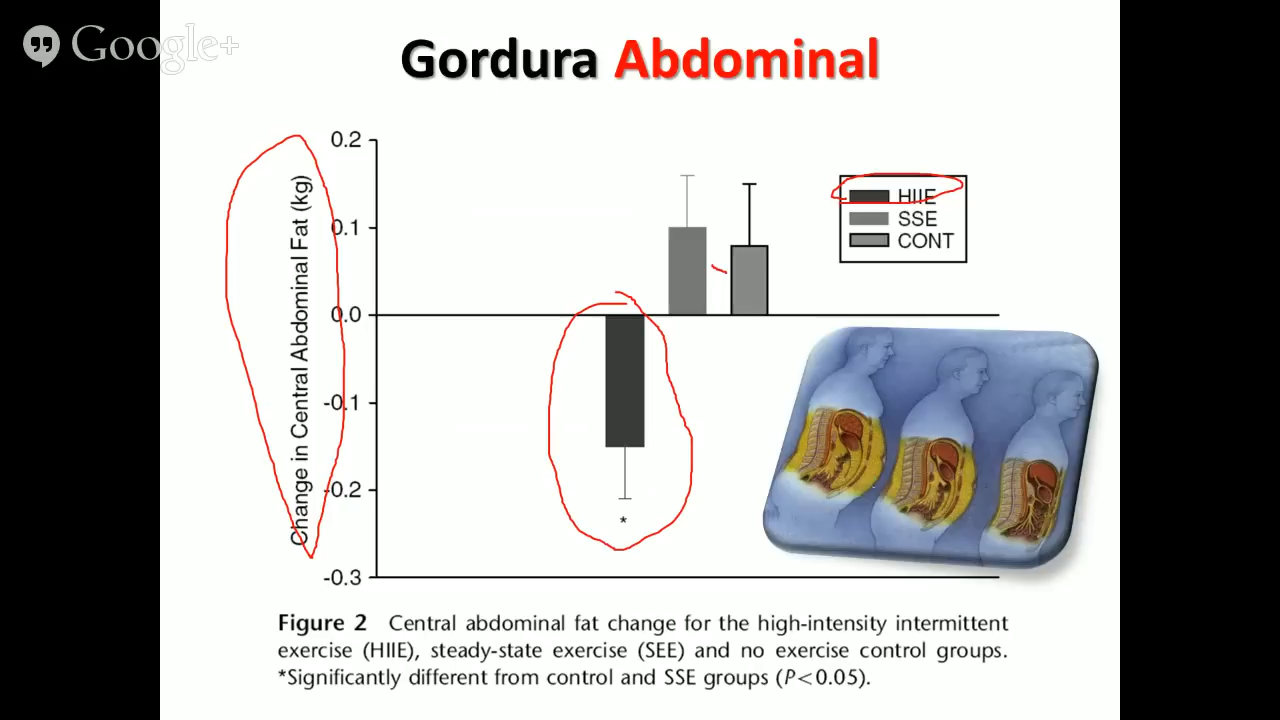 Google+
Gordura Abdominal
0.2
0.1
0.0
-0.1
-0.2
-0.3
Change in Central Abdominal Fat (kg)
*
HIIE
SSE
CONT
Figure 2 Central abdominal fat change for the high-intensity intermittent
exercise (HIIE), steady-state exercise (SEE) and no exercise control groups.
*Significantly different from control and SSE groups (P<0.05).